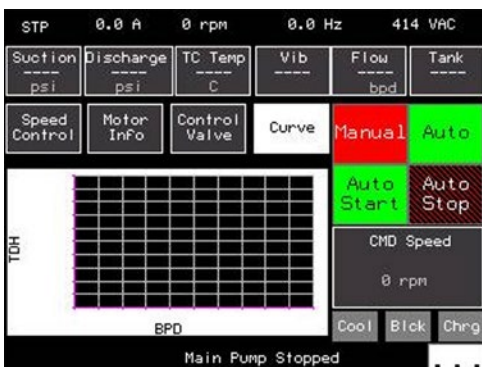 STP 0.0 A 0 rpm 0.0 Hz 414 VAC
Suction Discharge TC Temp Vib Flow Tank
---- ---- ---- ---- ---- ----
psi psi C bpd
Speed Control
Motor Info
Control Valve
Curve
Manual
Auto
Auto Start
Auto Stop
TDH
BPD
CMD Speed
0 rpm
Cool Blck Chrg
Main Pump Stopped
...